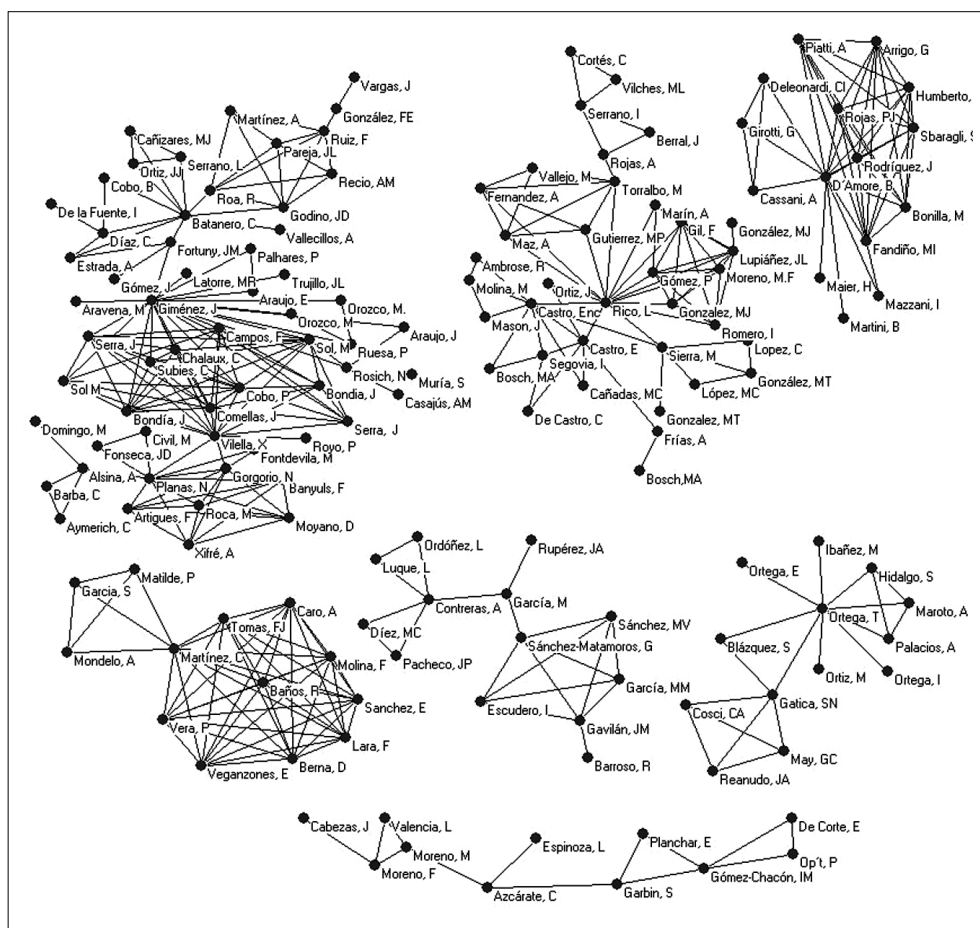 Vargas, J
González, FE
Martínez, A
Ruiz, F
Cañizares, MJ
Pareja, JL
Serrano, L
Ortiz, JJ
Recio, AM
Cobo, B
Roa, R
Godino, JD
De la Fuente, I
Batanero, C
Díaz, C
Vallecillos, A
Fortuny, JM
Estrada, A
Palhares, P
Gómez, J
Latorre, MR
Trujillo, JL
Aravena, M
Giménez, J
Araujo, E
Orozco, M.
Orozco, M
Serra, J
Campos, F
Sol, M
Araujo, J
Chalaux, C
Ruesa, P
Subies, C
Rosich, N
Muría, S
Sol M
Cobo, P
Bondia, J
Casajús, AM
Bondía, J
Comellas, J
Serra, J
Domingo, M
Civil, M
Vilella, X
Royo, P
Fonseca, JD
Fontdevila, M
Alsina, A
Planas, N
Gorgorio, N
Barba, C
Banyuls, F
Artigues, F
Roca, M
Aymerich, C
Moyano, D
Xifré, A
Cortés, C
Vilches, ML
Serrano, I
Berral, J
Rojas, A
Vallejo, M
Torralbo, M
Fernandez, A
Marín, A
Gil, F
González, MJ
Maz, A
Gutierrez, MP
Lupiáñez, JL
Ambrose, R
Gómez, P
Moreno, M.F
Molina, M
Ortiz, J
Castro, Enc
Rico, L
Gonzalez, MJ
Mason, J
Romero, I
Castro, E
Sierra, M
Lopez, C
Segovia, I
Bosch, MA
González, MT
Cañadas, MC
López, MC
De Castro, C
Gonzalez, MT
Frías, A
Bosch,MA
Piatti, A
Arrigo, G
Deleonardi, Cl
Humberto,
Rojas, PJ
Girotti, G
Sbaragli, S
Rodríguez, J
D´Amore, B
Cassani, A
Bonilla, M
Fandiño, MI
Maier, H
Mazzani, I
Martini, B
Matilde, P
Garcia, S
Caro, A
Tomas, FJ
Mondelo, A
Martínez, C
Molina, F
Baños, R
Sanchez, E
Vera, P
Lara, F
Veganzones, E
Berna, D
Ordóñez, L
Rupérez, JA
Luque, L
Contreras, A
García, M
Díez, MC
Sánchez, MV
Sánchez-Matamoros, G
Pacheco, JP
García, MM
Escudero, I
Gavilán, JM
Barroso, R
Ibañez, M
Ortega, E
Hidalgo, S
Ortega, T
Maroto, A
Blázquez, S
Palacios, A
Ortiz, M
Ortega, I
Gatica, SN
Cosci, CA
May, GC
Reanudo, JA
Cabezas, J
Valencia, L
De Corte, E
Espinoza, L
Planchar, E
Moreno, M
Moreno, F
Op´t, P
Gómez-Chacón, IM
Azcárate, C
Garbin, S